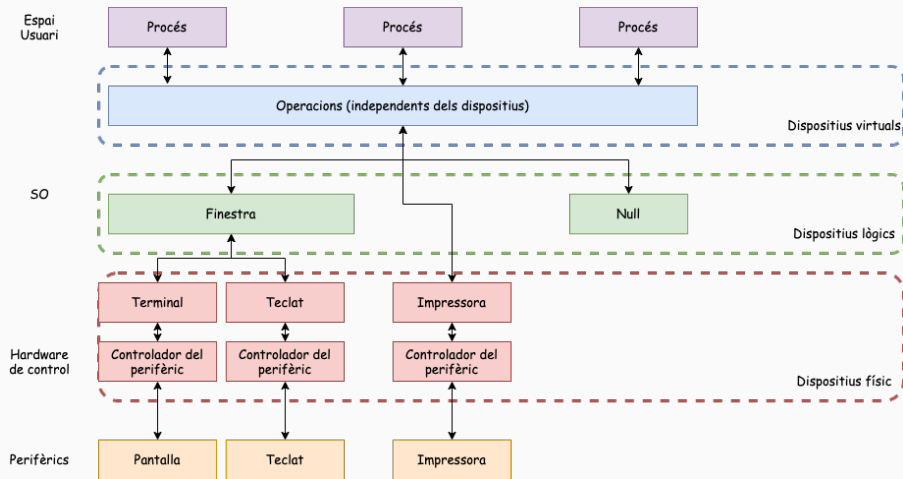 Espai
Usuari
Procés
Procés
Procés
Operacions (independents dels dispositius)
Dispositius virtuals
SO
Finestra
Null
Dispositius lògics
Terminal
Teclat
Impressora
Hardware
de control
Controlador del
perifèric
Controlador del
perifèric
Controlador del
perifèric
Dispositius físic
Perifèrics
Pantalla
Teclat
Impressora